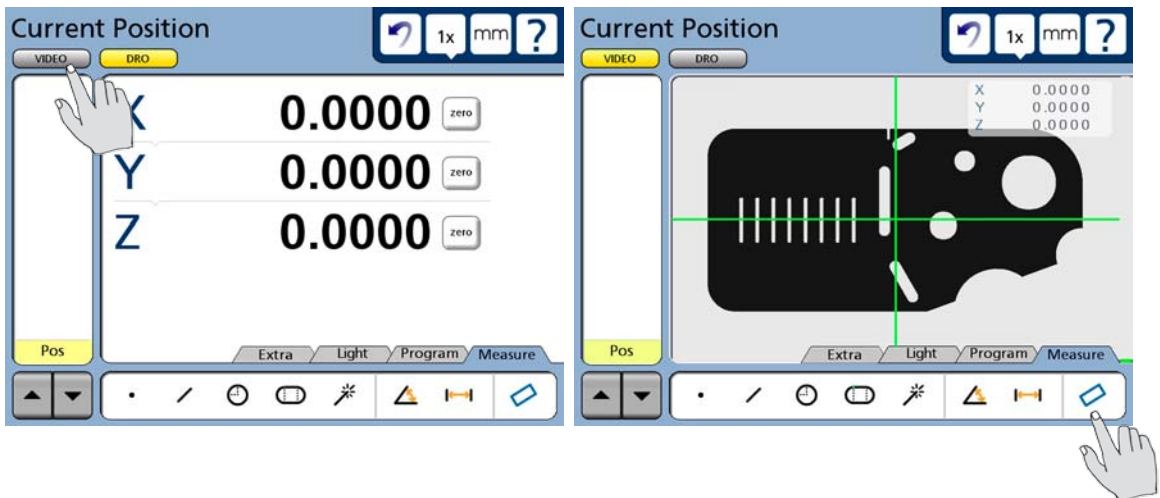 Current Position
1x mm ?
VIDEO DRO
X 0.0000 zero
Y 0.0000 zero
Z 0.0000 zero
Pos
Extra Light Program Measure
Current Position
1x mm ?
VIDEO DRO
X 0.0000
Y 0.0000
Z 0.0000
Pos
Extra Light Program Measure